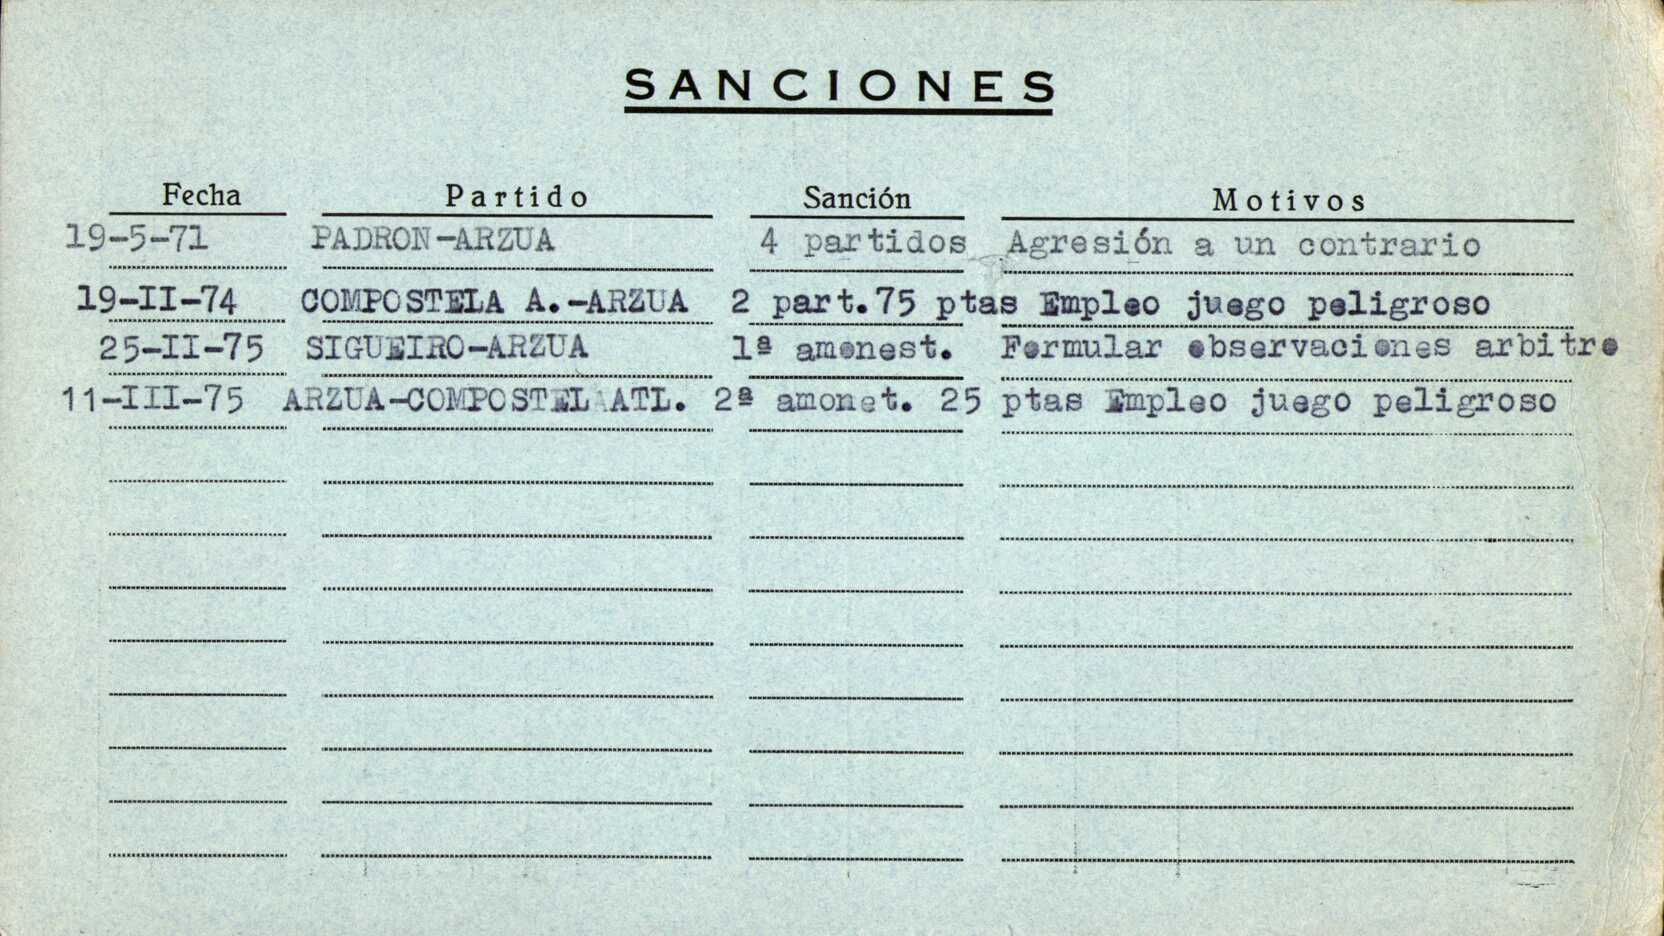 SANCIONES
Fecha Partido Sanción Motivos
19-5-71 PADRON-ARZUA 4 partidos Agresión a un contrario
19-II-74 COMPOSTELA A.-ARZUA 2 part.75 ptas Empleo juego peligroso
25-II-75 SIGUEIRO-ARZUA 1ª amonest. Formular observaciones arbitro
11-III-75 ARZUA-COMPOSTELA ATL. 2ª amonet. 25 ptas Empleo juego peligroso